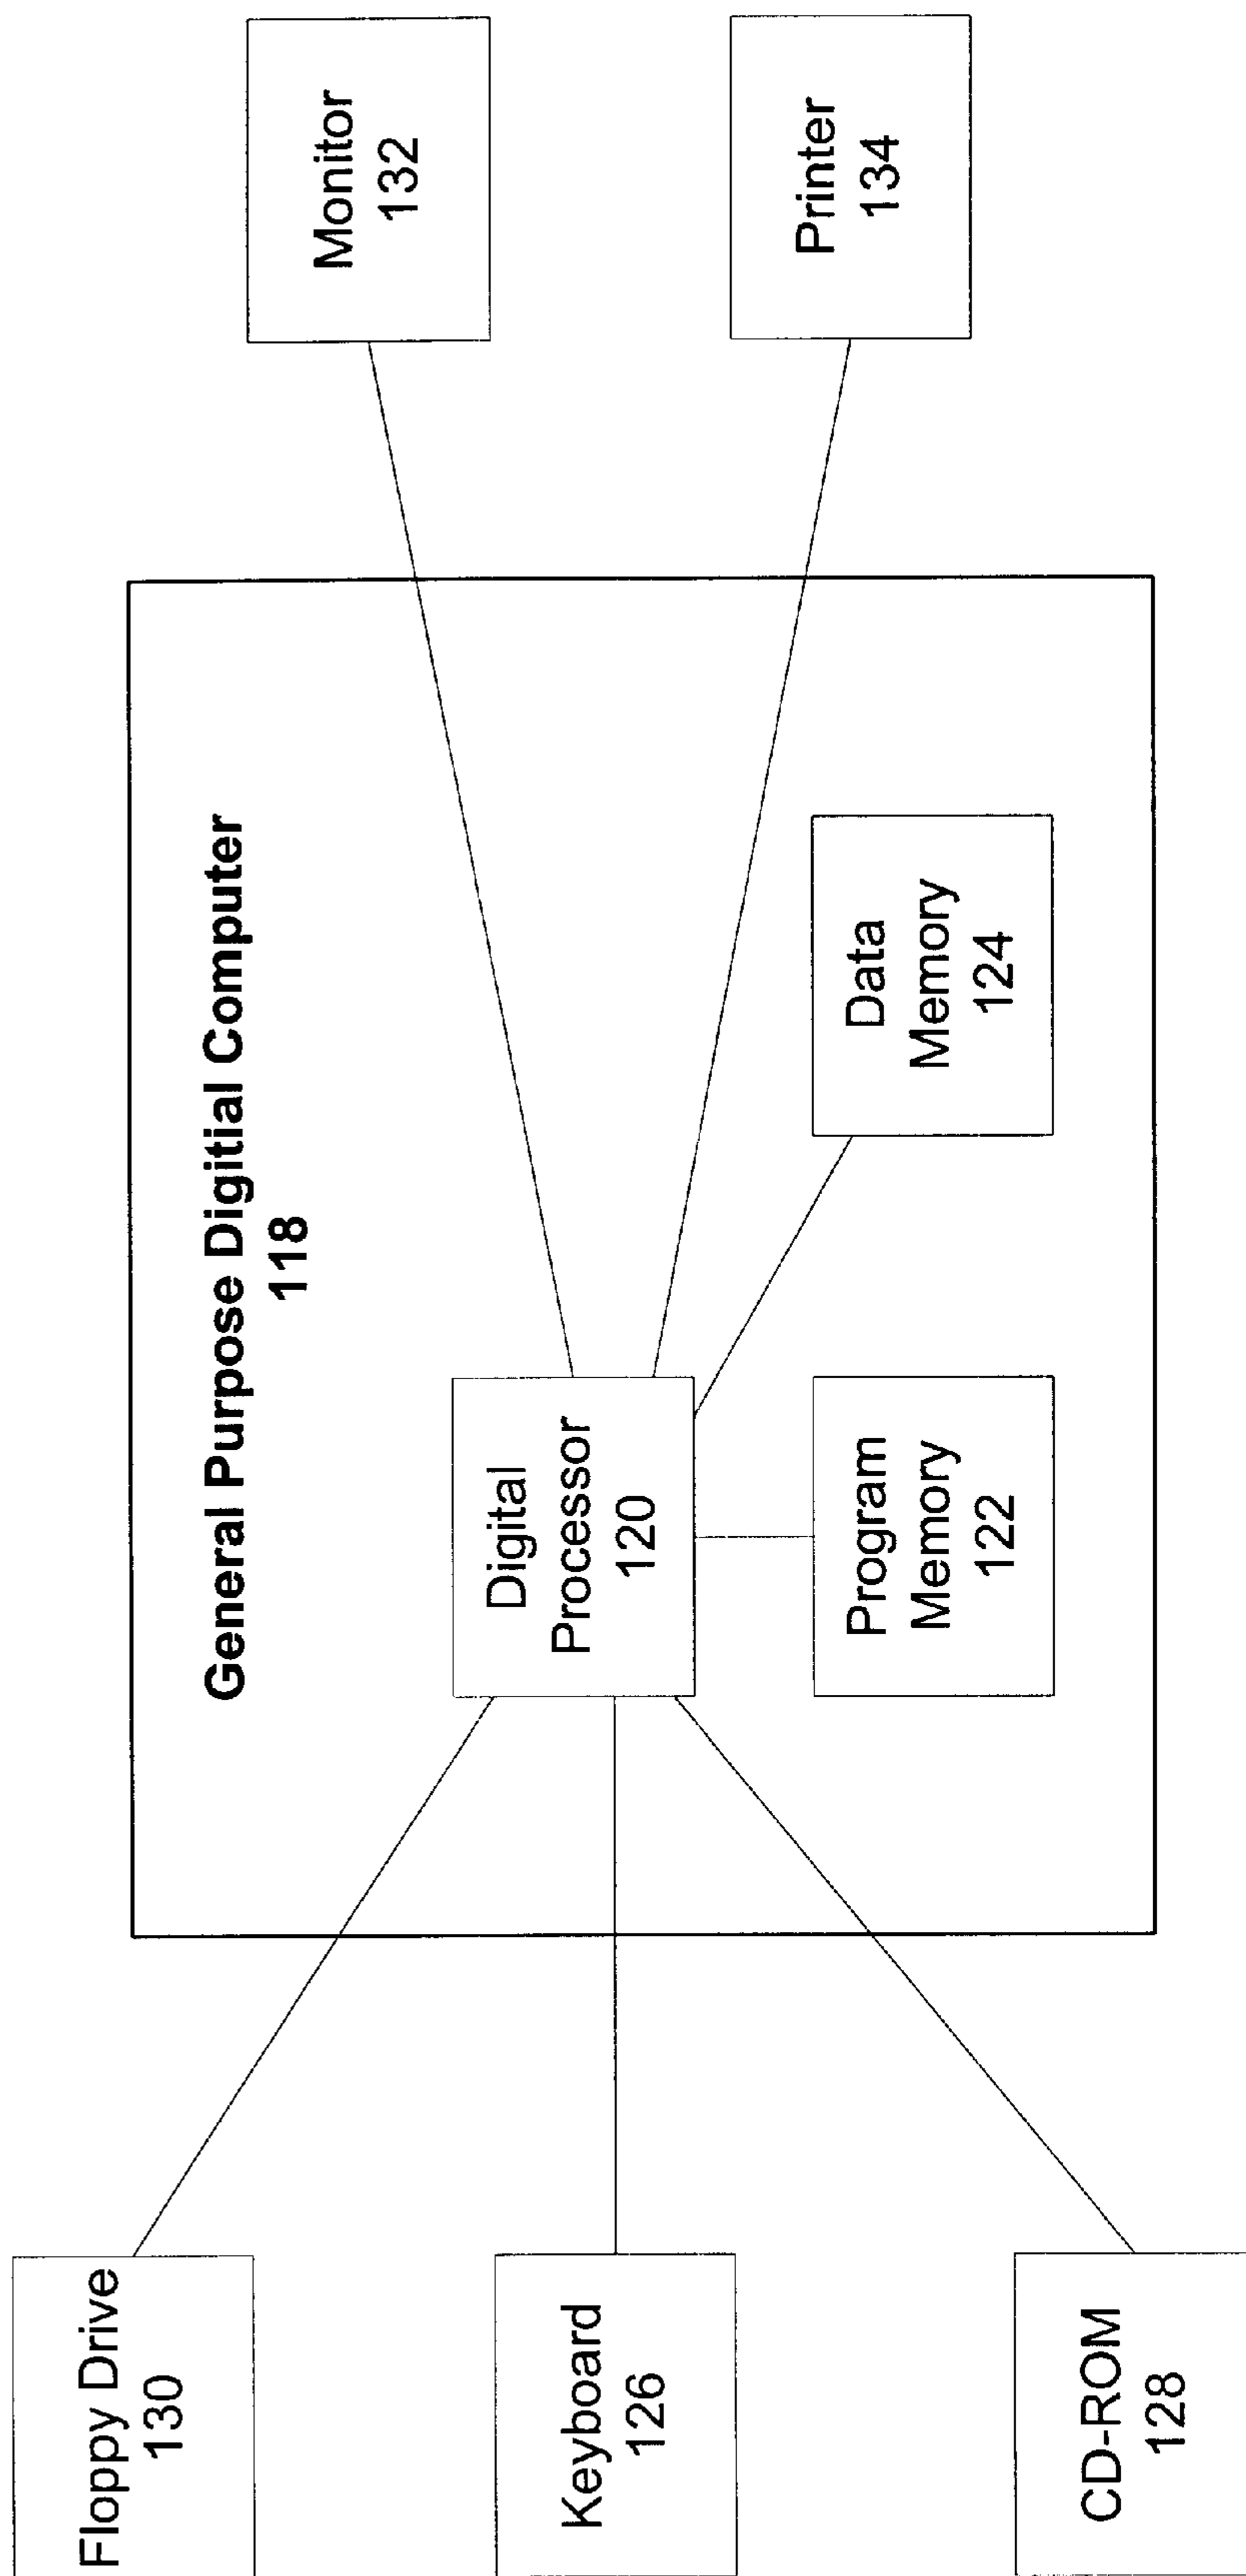 General Purpose Digitial Computer
118
Floppy Drive
130
Keyboard
126
CD-ROM
128
Digital
Processor
120
Program
Memory
122
Data
Memory
124
Monitor
132
Printer
134